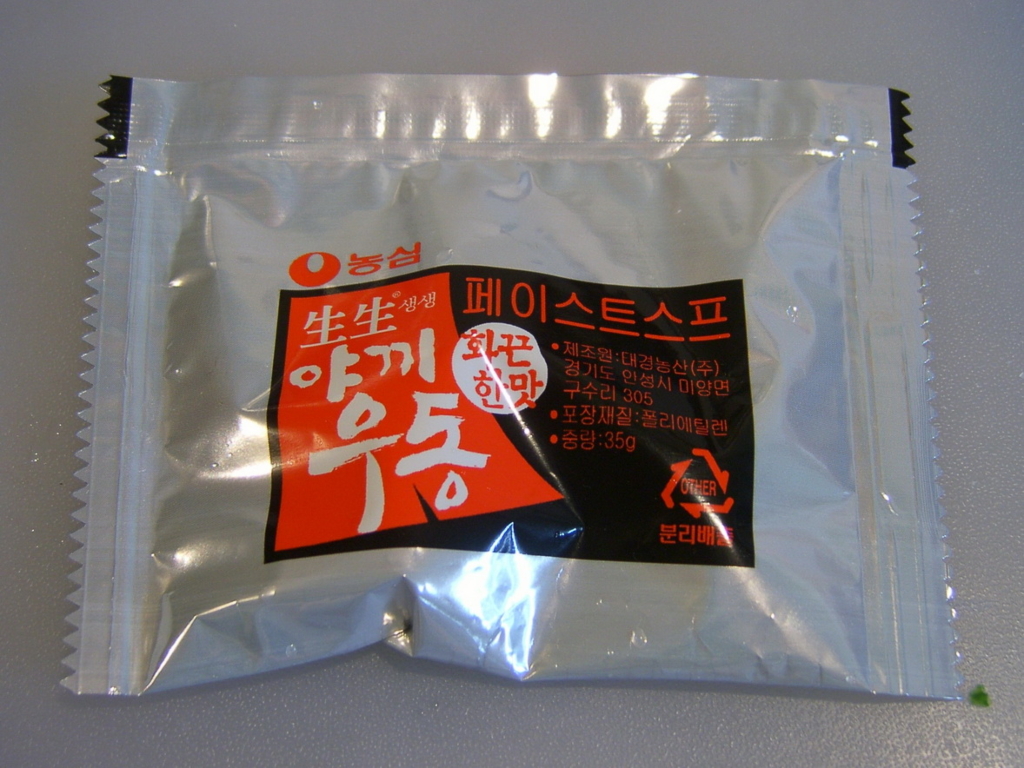 농심
生生® 생생
야끼
우동
화끈
한맛
페이스트스프
•제조원:태경농산(주)
경기도 안성시 미양면
구수리 305
•포장재질:폴리에틸렌
•중량:35g
OTHER
분리배출